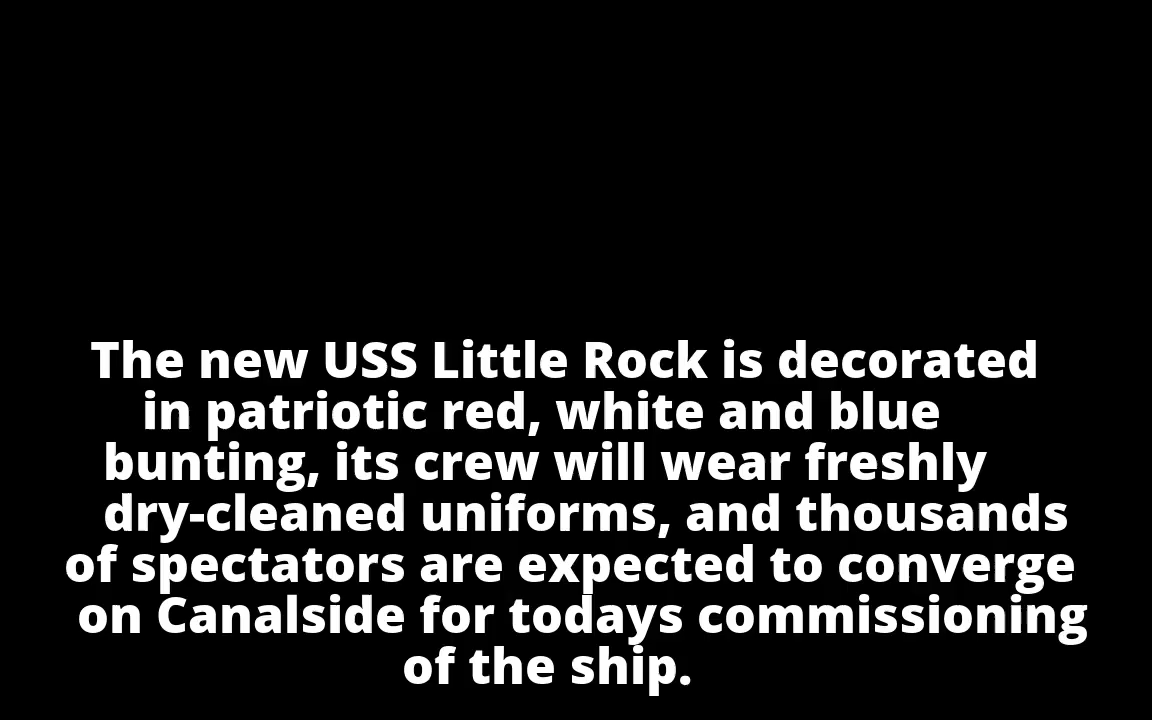 The new USS Little Rock is decorated
in patriotic red, white and blue
bunting, its crew will wear freshly
dry-cleaned uniforms, and thousands
of spectators are expected to converge
on Canalside for todays commissioning
of the ship.